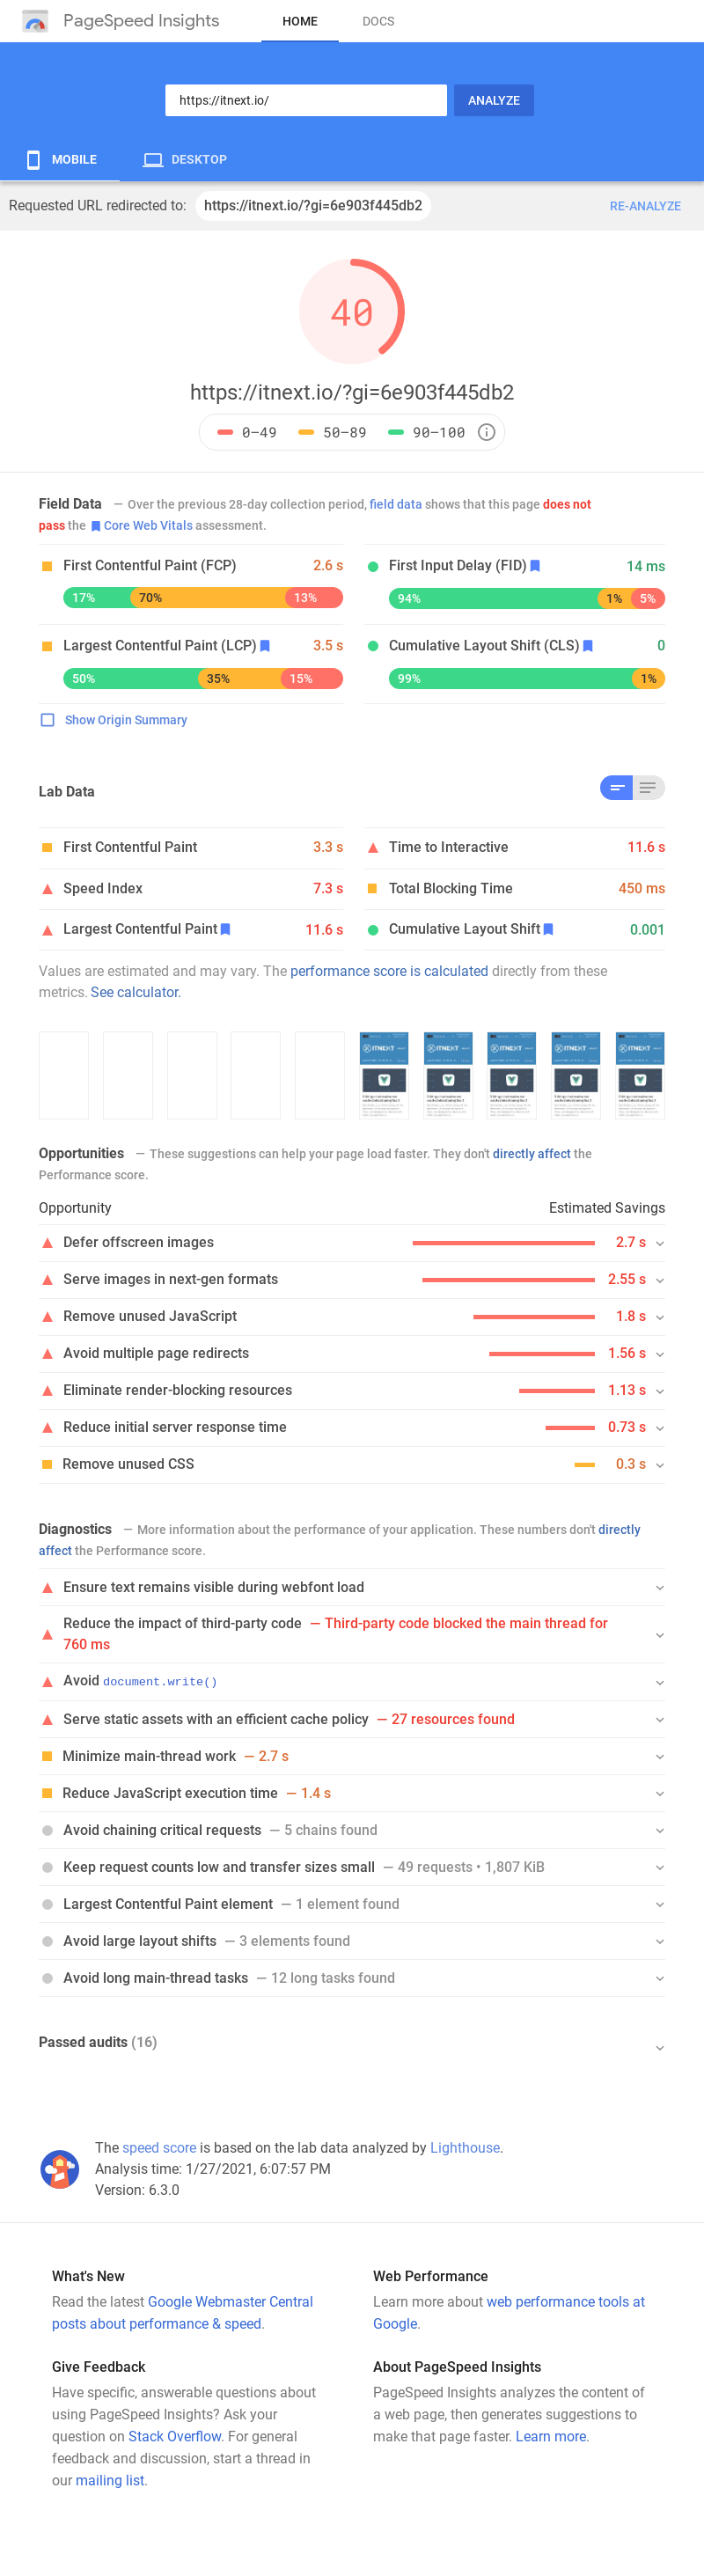 PageSpeed Insights
HOME
DOCS
https://itnext.io/
ANALYZE
MOBILE
DESKTOP
Requested URL redirected to: https://itnext.io/?gi=6e903f445db2
RE-ANALYZE
40
https://itnext.io/?gi=6e903f445db2
0–49 50–89 90–100
Field Data — Over the previous 28-day collection period, field data shows that this page does not
pass the Core Web Vitals assessment.
First Contentful Paint (FCP) 2.6 s
17% 70% 13%
First Input Delay (FID) 14 ms
94% 1% 5%
Largest Contentful Paint (LCP) 3.5 s
50% 35% 15%
Cumulative Layout Shift (CLS) 0
99% 1%
Show Origin Summary
Lab Data
First Contentful Paint 3.3 s
Time to Interactive 11.6 s
Speed Index 7.3 s
Total Blocking Time 450 ms
Largest Contentful Paint 11.6 s
Cumulative Layout Shift 0.001
Values are estimated and may vary. The performance score is calculated directly from these
metrics. See calculator.
ITNEXT
ITNEXT
ITNEXT
ITNEXT
ITNEXT
Opportunities — These suggestions can help your page load faster. They don't directly affect the
Performance score.
Opportunity Estimated Savings
Defer offscreen images 2.7 s
Serve images in next-gen formats 2.55 s
Remove unused JavaScript 1.8 s
Avoid multiple page redirects 1.56 s
Eliminate render-blocking resources 1.13 s
Reduce initial server response time 0.73 s
Remove unused CSS 0.3 s
Diagnostics — More information about the performance of your application. These numbers don't directly
affect the Performance score.
Ensure text remains visible during webfont load
Reduce the impact of third-party code — Third-party code blocked the main thread for
760 ms
Avoid document.write()
Serve static assets with an efficient cache policy — 27 resources found
Minimize main-thread work — 2.7 s
Reduce JavaScript execution time — 1.4 s
Avoid chaining critical requests — 5 chains found
Keep request counts low and transfer sizes small — 49 requests • 1,807 KiB
Largest Contentful Paint element — 1 element found
Avoid large layout shifts — 3 elements found
Avoid long main-thread tasks — 12 long tasks found
Passed audits (16)
The speed score is based on the lab data analyzed by Lighthouse.
Analysis time: 1/27/2021, 6:07:57 PM
Version: 6.3.0
What's New
Read the latest Google Webmaster Central
posts about performance & speed.
Web Performance
Learn more about web performance tools at
Google.
Give Feedback
Have specific, answerable questions about
using PageSpeed Insights? Ask your
question on Stack Overflow. For general
feedback and discussion, start a thread in
our mailing list.
About PageSpeed Insights
PageSpeed Insights analyzes the content of
a web page, then generates suggestions to
make that page faster. Learn more.